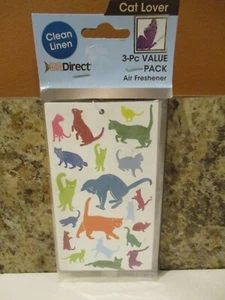 Cat Lover
Clean
Linen
Direct
3-Pc VALUE
PACK
Air Freshener